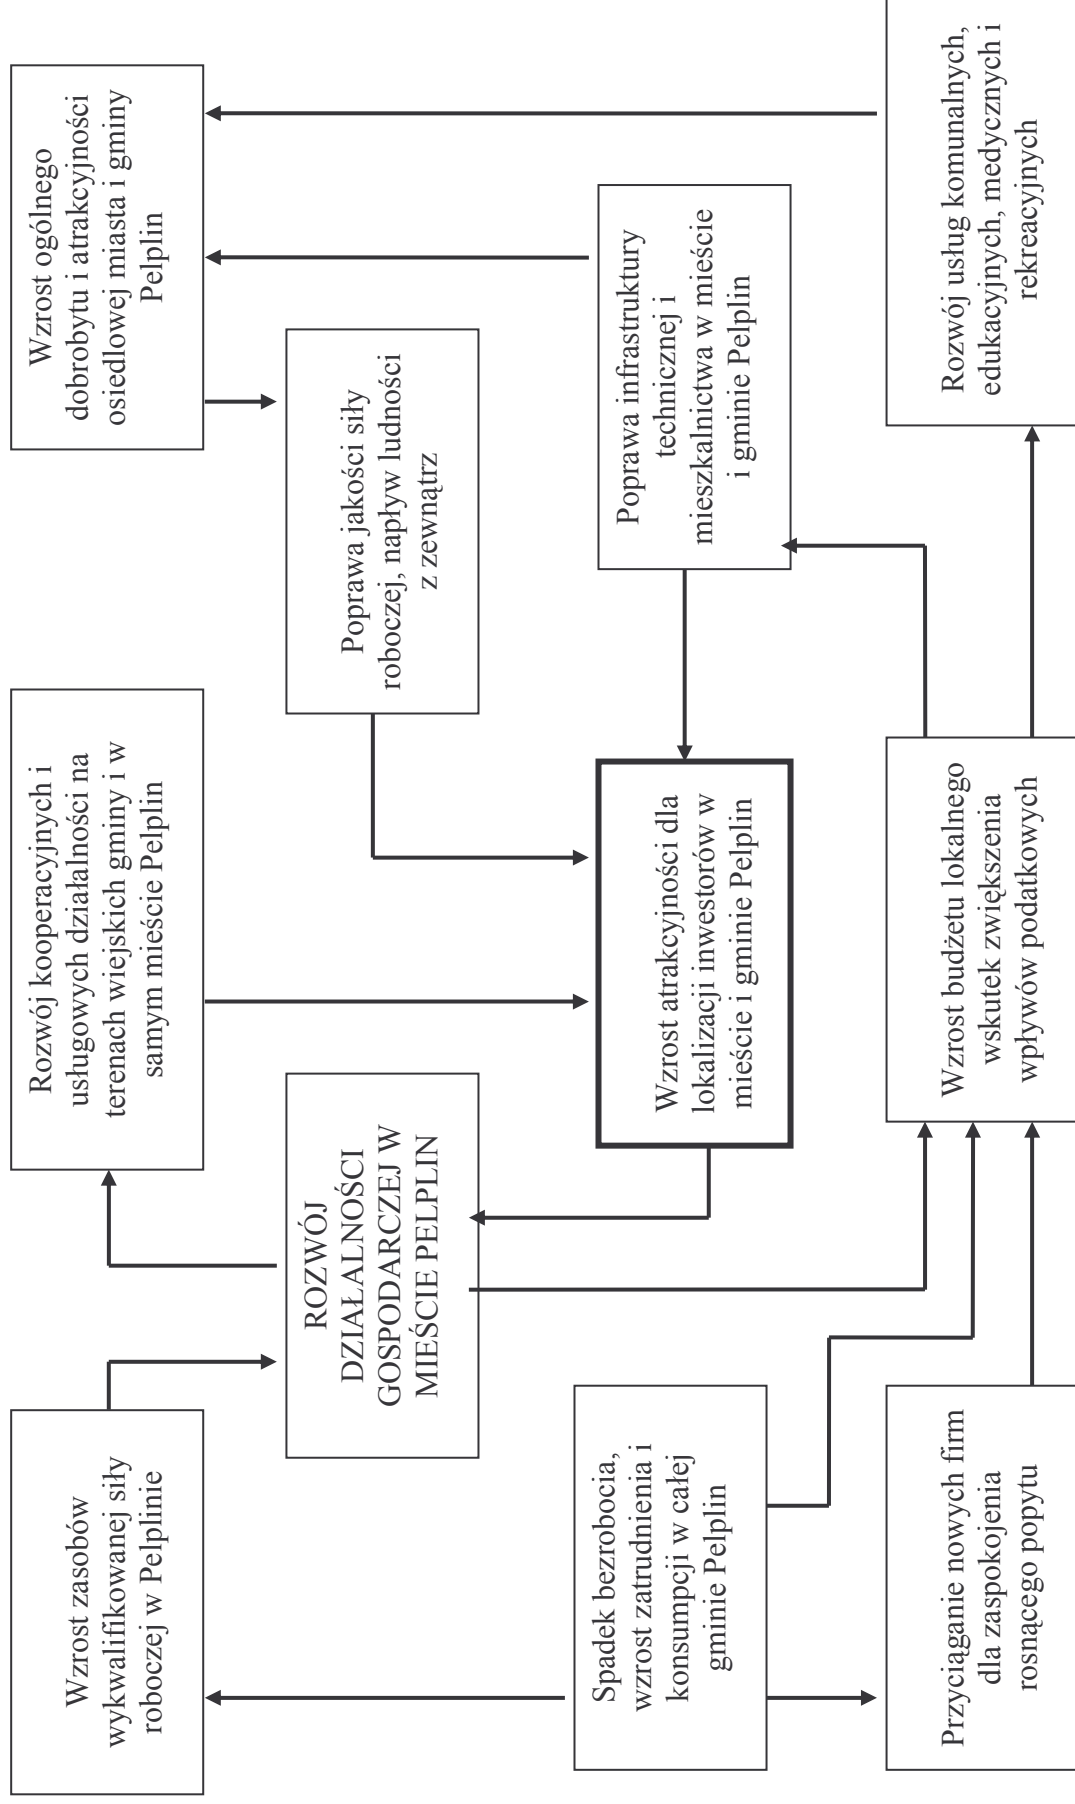 Wzrost zasobów
wykwalifikowanej siły
roboczej w Pelplinie
Rozwój kooperacyjnych i
usługowych działalności na
terenach wiejskich gminy i w
samym mieście Pelplin
Wzrost ogólnego
dobrobytu i atrakcyjności
osiedlowej miasta i gminy
Pelplin
ROZWÓJ
DZIAŁALNOŚCI
GOSPODARCZEJ W
MIEŚCIE PELPLIN
Poprawa jakości siły
roboczej, napływ ludności
z zewnątrz
Spadek bezrobocia,
wzrost zatrudnienia i
konsumpcji w całej
gminie Pelplin
Wzrost atrakcyjności dla
lokalizacji inwestorów w
mieście i gminie Pelplin
Poprawa infrastruktury
technicznej i
mieszkalnictwa w mieście
i gminie Pelplin
Przyciąganie nowych firm
dla zaspokojenia
rosnącego popytu
Wzrost budżetu lokalnego
wskutek zwiększenia
wpływów podatkowych
Rozwój usług komunalnych,
edukacyjnych, medycznych i
rekreacyjnych